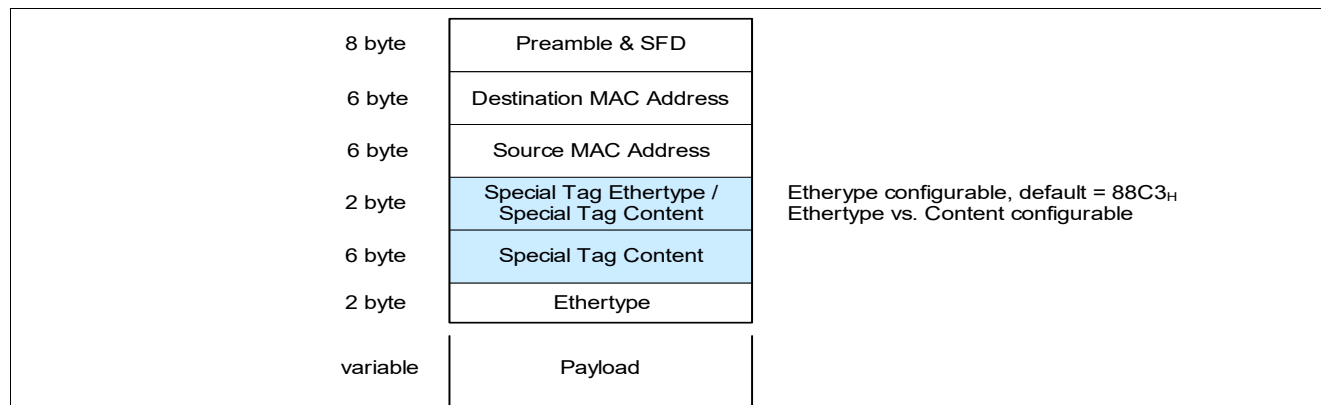 8 byte Preamble & SFD
6 byte Destination MAC Address
6 byte Source MAC Address
2 byte Special Tag Ethertype / Etherype configurable, default = 88C3H
Special Tag Content Ethertype vs. Content configurable
6 byte Special Tag Content
2 byte Ethertype
variable Payload